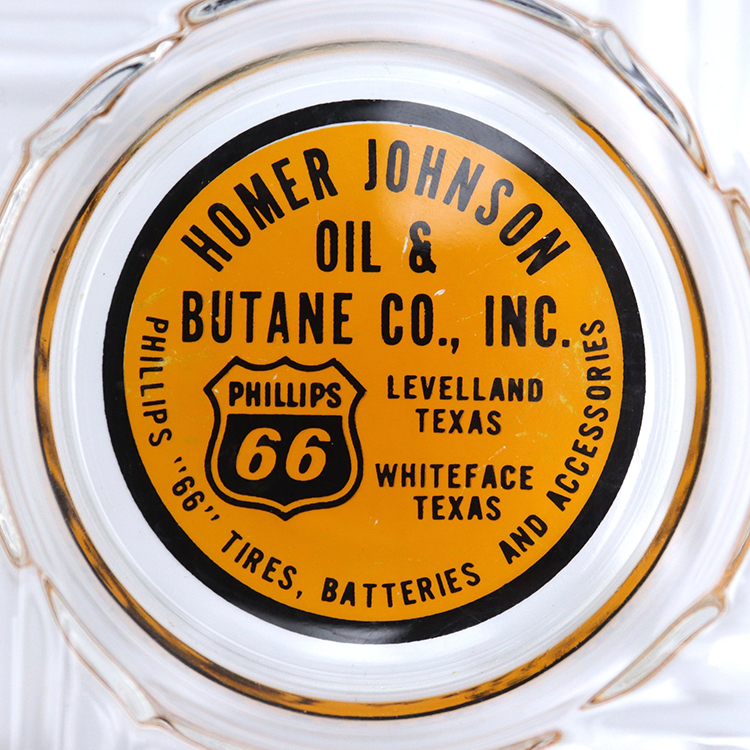 HOMER JOHNSON
OIL &
BUTANE CO., INC.
PHILLIPS
66
LEVELLAND
TEXAS
WHITEFACE
TEXAS
PHILLIPS "66" TIRES, BATTERIES AND ACCESSORIES